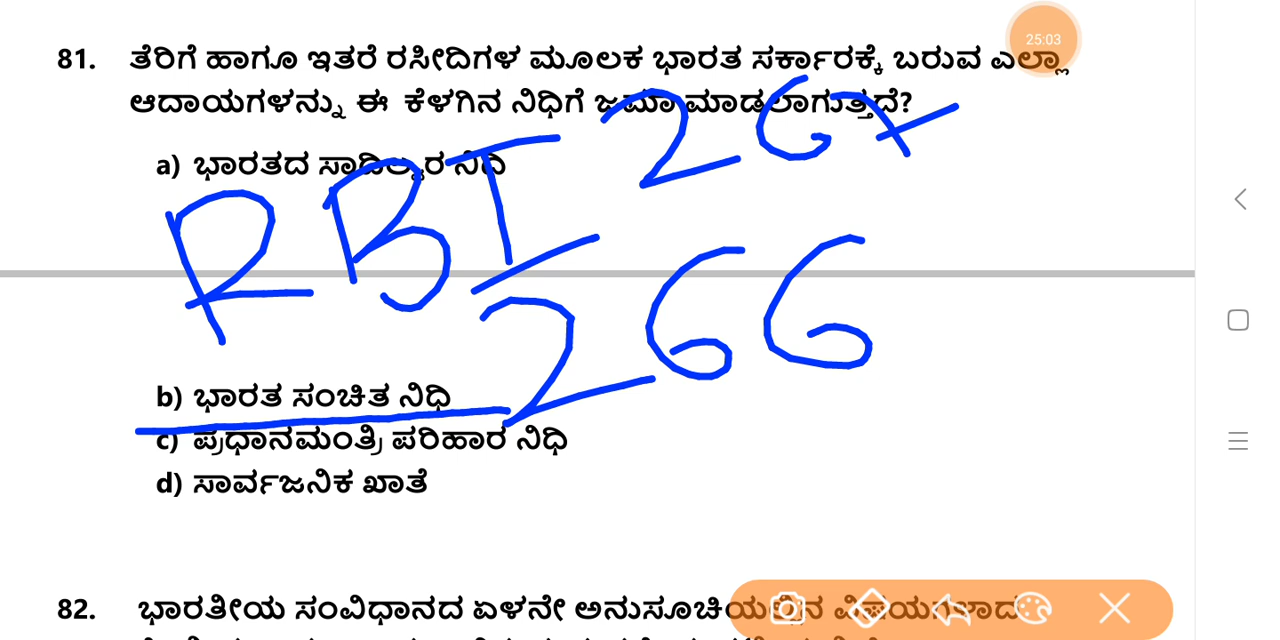 25:03
81. ತೆರಿಗೆ ಹಾಗೂ ಇತರೆ ರಸೀದಿಗಳ ಮೂಲಕ ಭಾರತ ಸರ್ಕಾರಕ್ಕೆ ಬರುವ ಎಲ್ಲಾ
ಆದಾಯಗಳನ್ನು ಈ ಕೆಳಗಿನ ನಿಧಿಗೆ ಜಮಾ ಮಾಡಲಾಗುತ್ತದೆ?
267
a) ಭಾರತದ ಸಾದಿಲ್ವಾರ ನಿಧಿ
RBI
266
b) ಭಾರತ ಸಂಚಿತ ನಿಧಿ
c) ಪ್ರಧಾನಮಂತ್ರಿ ಪರಿಹಾರ ನಿಧಿ
d) ಸಾರ್ವಜನಿಕ ಖಾತೆ
82. ಭಾರತೀಯ ಸಂವಿಧಾನದ ಏಳನೇ